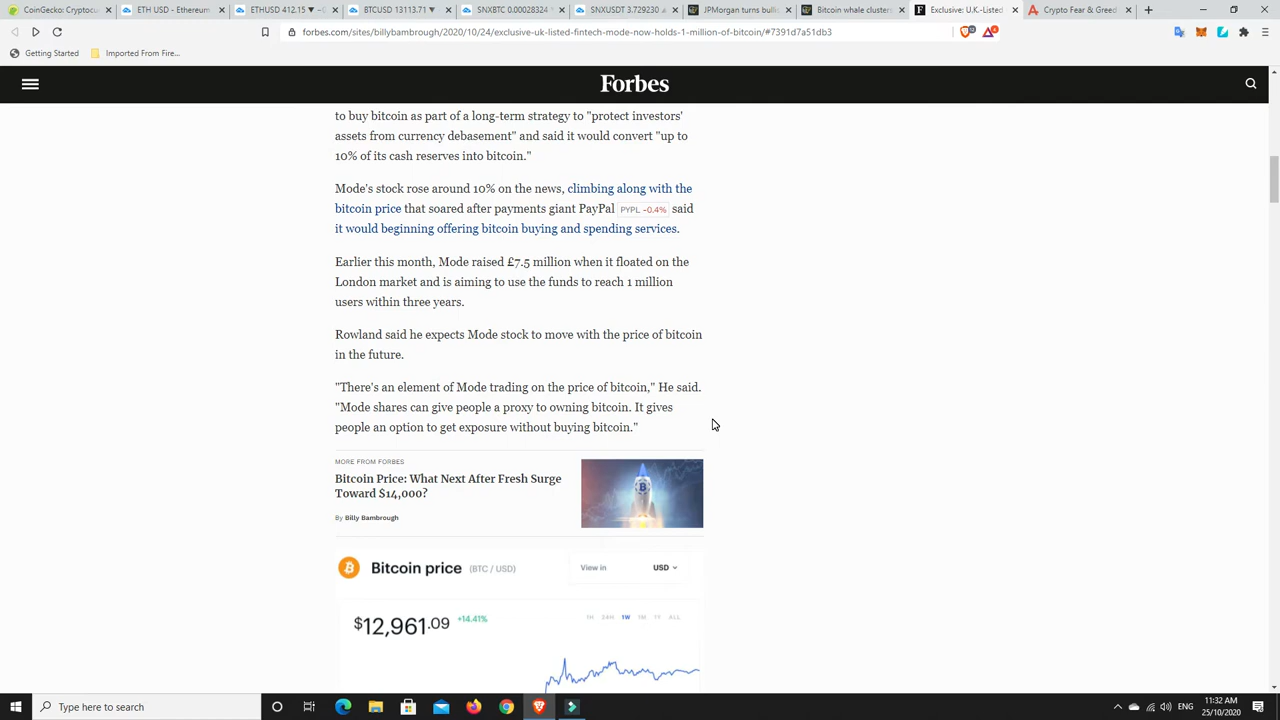 CoinGecko: Cryptocurr
ETH USD - Ethereum
ETHUSD 412.15 ▼ −0
BTCUSD 13113.71 ▼
SNXBTC 0.00028324
SNXUSDT 3.729230
JPMorgan turns bullic
Bitcoin whale clusters
Exclusive: U.K.-Listed
Crypto Fear & Greed
forbes.com/sites/billybambrough/2020/10/24/exclusive-uk-listed-fintech-mode-now-holds-1-million-of-bitcoin/#7391d7a51db3
Getting Started
Imported From Fire...
Forbes
to buy bitcoin as part of a long-term strategy to "protect investors'
assets from currency debasement" and said it would convert "up to
10% of its cash reserves into bitcoin."
Mode's stock rose around 10% on the news, climbing along with the
bitcoin price that soared after payments giant PayPal PYPL -0.4% said
it would beginning offering bitcoin buying and spending services.
Earlier this month, Mode raised £7.5 million when it floated on the
London market and is aiming to use the funds to reach 1 million
users within three years.
Rowland said he expects Mode stock to move with the price of bitcoin
in the future.
"There's an element of Mode trading on the price of bitcoin," He said.
"Mode shares can give people a proxy to owning bitcoin. It gives
people an option to get exposure without buying bitcoin."
MORE FROM FORBES
Bitcoin Price: What Next After Fresh Surge
Toward $14,000?
By Billy Bambrough
Bitcoin price (BTC / USD)
View in USD
$12,961.09 +14.41%
1H 24H 1W 1M 1Y ALL
Type here to search
ENG
11:32 AM
25/10/2020